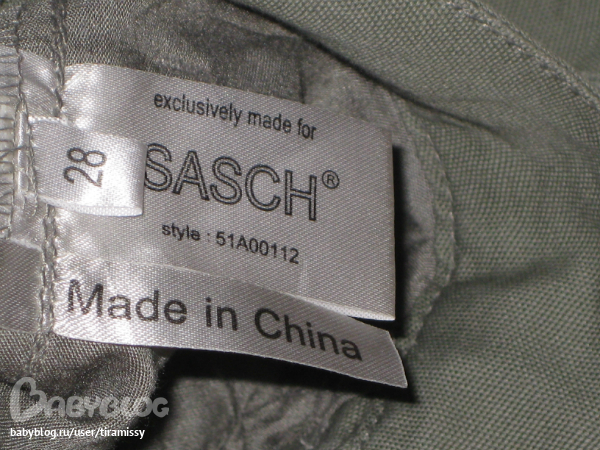 exclusively made for
28
SASCH®
style : 51A00112
Made in China
BABYBLOG
babyblog.ru/user/tiramissy